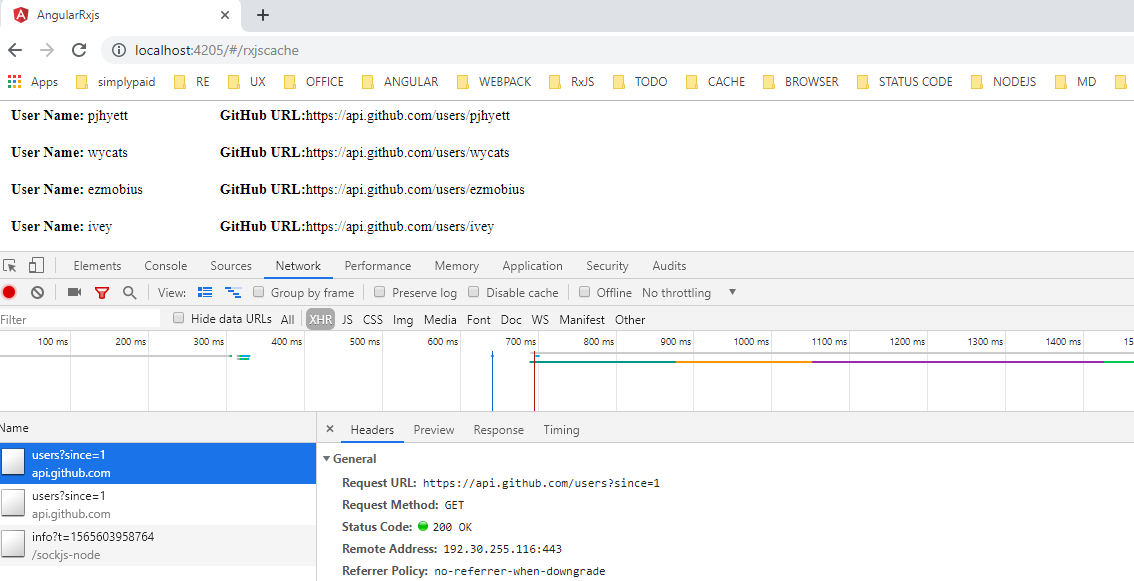 AngularRxjs
localhost:4205/#/rxjscache
Apps simplypaid RE UX OFFICE ANGULAR WEBPACK RxJS TODO CACHE BROWSER STATUS CODE NODEJS MD
User Name: pjhyett GitHub URL:https://api.github.com/users/pjhyett
User Name: wycats GitHub URL:https://api.github.com/users/wycats
User Name: ezmobius GitHub URL:https://api.github.com/users/ezmobius
User Name: ivey GitHub URL:https://api.github.com/users/ivey
Elements Console Sources Network Performance Memory Application Security Audits
View: Group by frame Preserve log Disable cache Offline No throttling
Filter Hide data URLs All XHR JS CSS Img Media Font Doc WS Manifest Other
100 ms 200 ms 300 ms 400 ms 500 ms 600 ms 700 ms 800 ms 900 ms 1000 ms 1100 ms 1200 ms 1300 ms 1400 ms 15
Name
users?since=1
api.github.com
users?since=1
api.github.com
info?t=1565603958764
/sockjs-node
× Headers Preview Response Timing
General
Request URL: https://api.github.com/users?since=1
Request Method: GET
Status Code: 200 OK
Remote Address: 192.30.255.116:443
Referrer Policy: no-referrer-when-downgrade